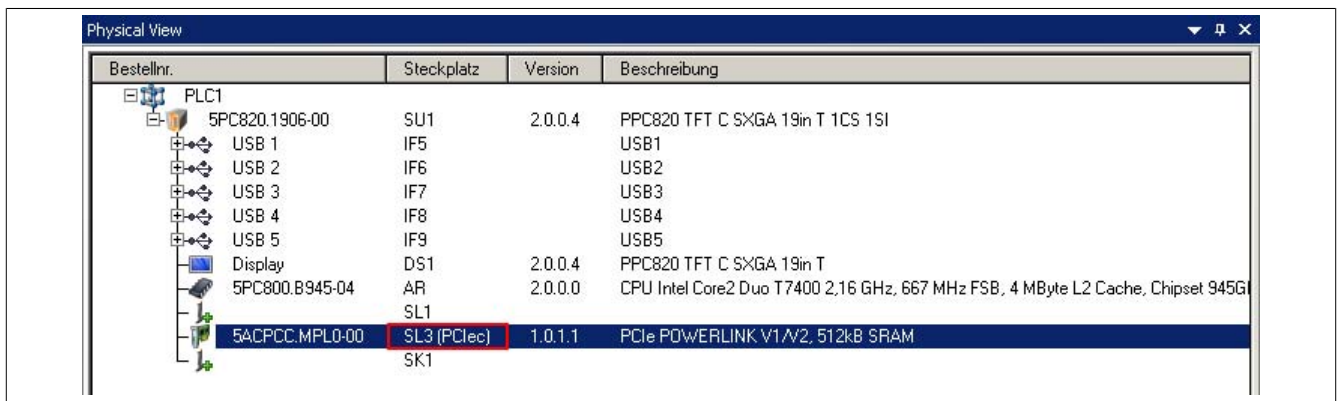 Physical View
Bestellnr. Steckplatz Version Beschreibung
PLC1
5PC820.1906-00 SU1 2.0.0.4 PPC820 TFT C SXGA 19in T 1CS 1SI
USB 1 IF5 USB1
USB 2 IF6 USB2
USB 3 IF7 USB3
USB 4 IF8 USB4
USB 5 IF9 USB5
Display DS1 2.0.0.4 PPC820 TFT C SXGA 19in T
5PC800.B945-04 AR 2.0.0.0 CPU Intel Core2 Duo T7400 2,16 GHz, 667 MHz FSB, 4 MByte L2 Cache, Chipset
SL1
5ACPCC.MPL0-00 SL3 (PCIec) 1.0.1.1 PCIe POWERLINK V1/V2, 512kB SRAM
SK1